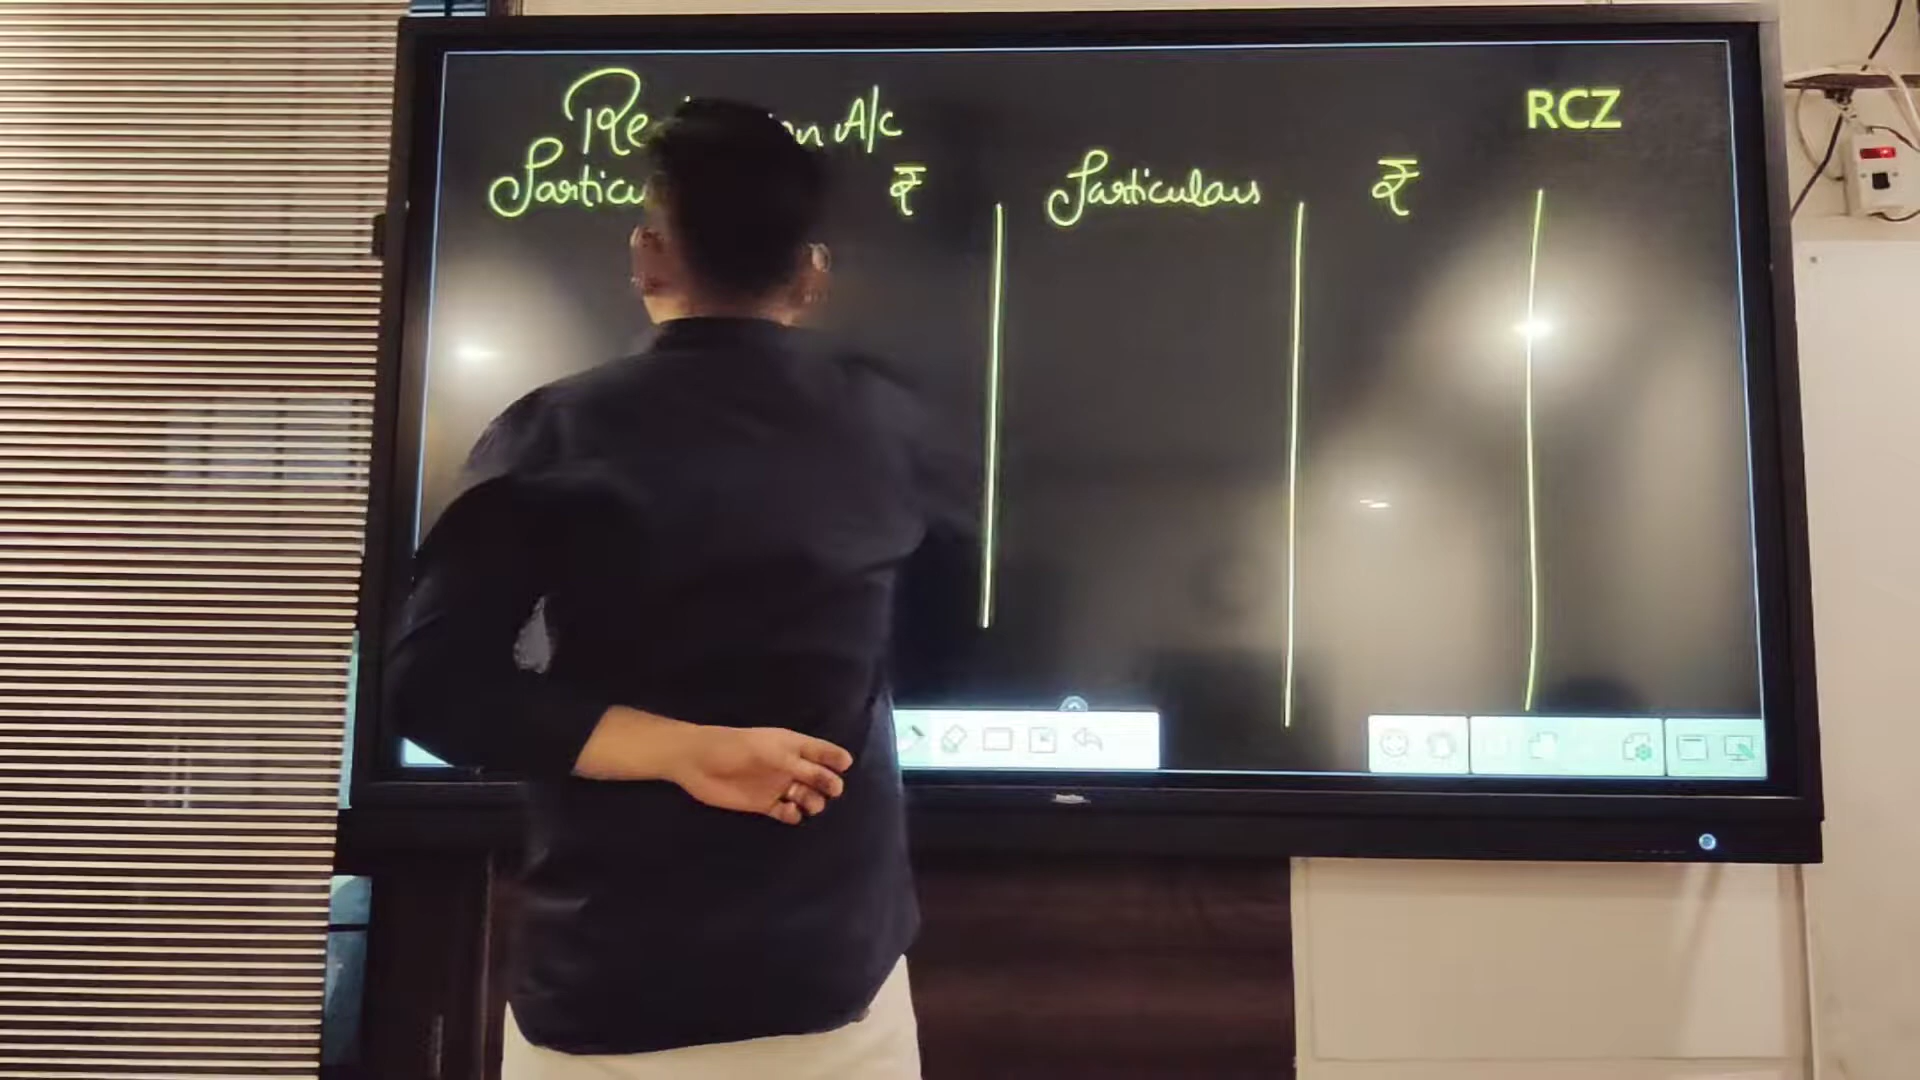 A/c
RCZ
₹ Particulars ₹